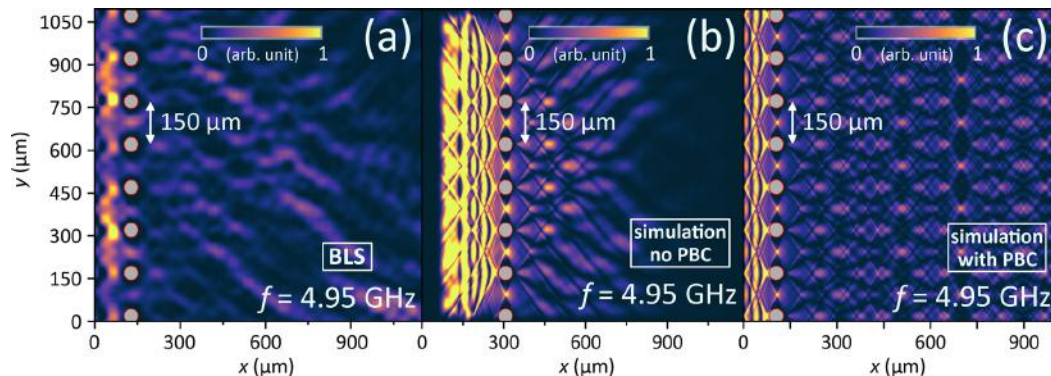 (a)
0 1
(arb. unit)
150 μm
BLS
f = 4.95 GHz
(b)
0 1
(arb. unit)
150 μm
simulation
no PBC
f = 4.95 GHz
(c)
0 1
(arb. unit)
150 μm
simulation
with PBC
f = 4.95 GHz
y (μm)
1050
900
750
600
450
300
150
0
0 300 600 900
x (μm)
0 300 600 900
x (μm)
0 300 600 900
x (μm)